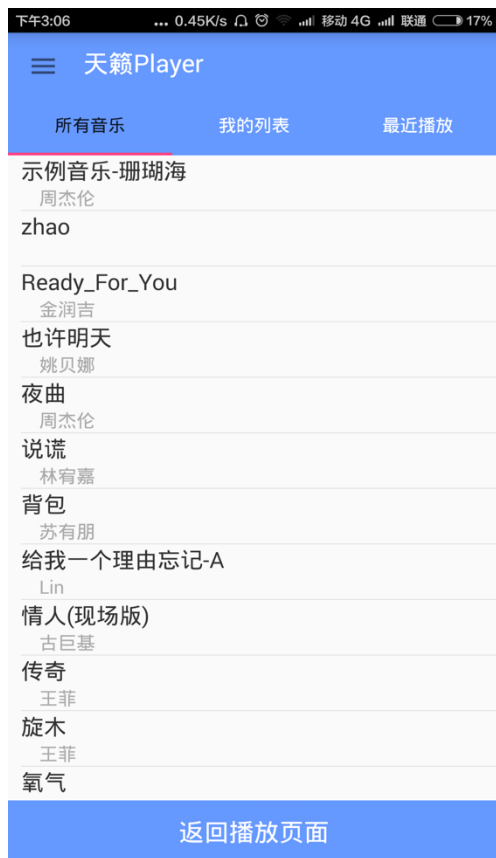 下午3:06 ... 0.45K/s 移动 4G 联通 17%
天籁Player
所有音乐 我的列表 最近播放
示例音乐-珊瑚海
周杰伦
zhao
Ready_For_You
金润吉
也许明天
姚贝娜
夜曲
周杰伦
说谎
林宥嘉
背包
苏有朋
给我一个理由忘记-A
Lin
情人(现场版)
古巨基
传奇
王菲
旋木
王菲
氧气
返回播放页面